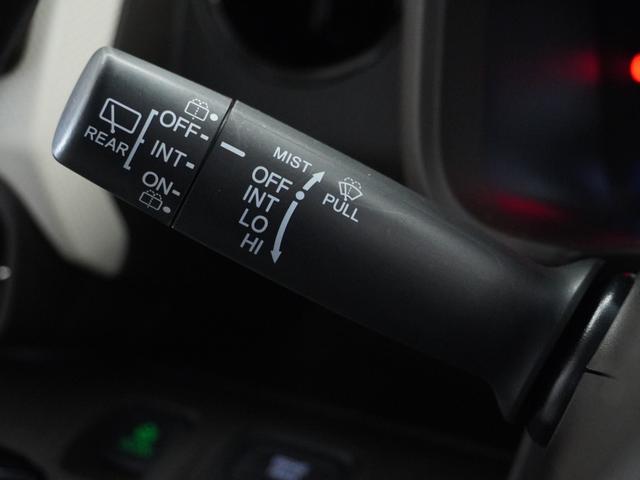 REAR
OFF
INT
ON
MIST
OFF
INT
LO
HI
PULL